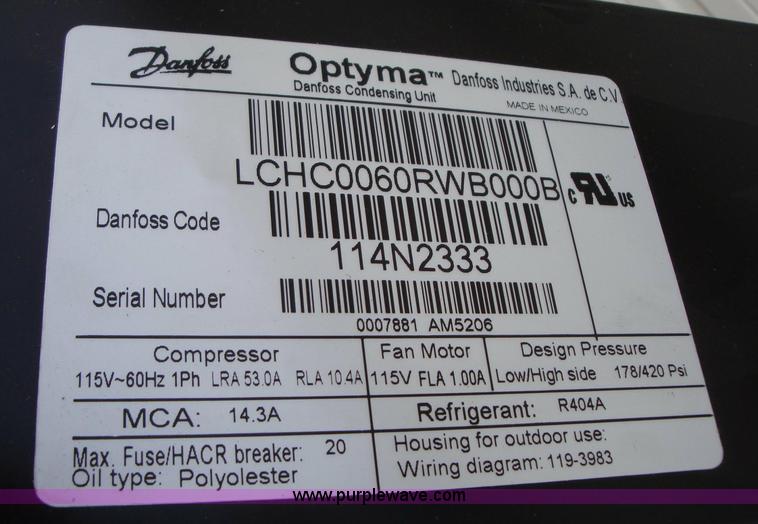 Danfoss Optyma™ Danfoss Industries S.A. de C.V.
Danfoss Condensing Unit MADE IN MEXICO
Model
LCHC0060RWB000B
c RU US
Danfoss Code
114N2333
Serial Number
0007881 AM5206
Compressor Fan Motor Design Pressure
115V~60Hz 1Ph LRA 53.0A RLA 10.4A 115V FLA 1.00A Low/High side 178/420 Psi
MCA: 14.3A Refrigerant: R404A
Max. Fuse/HACR breaker: 20 Housing for outdoor use:
Oil type: Polyolester Wiring diagram: 119-3983
www.purplewave.com